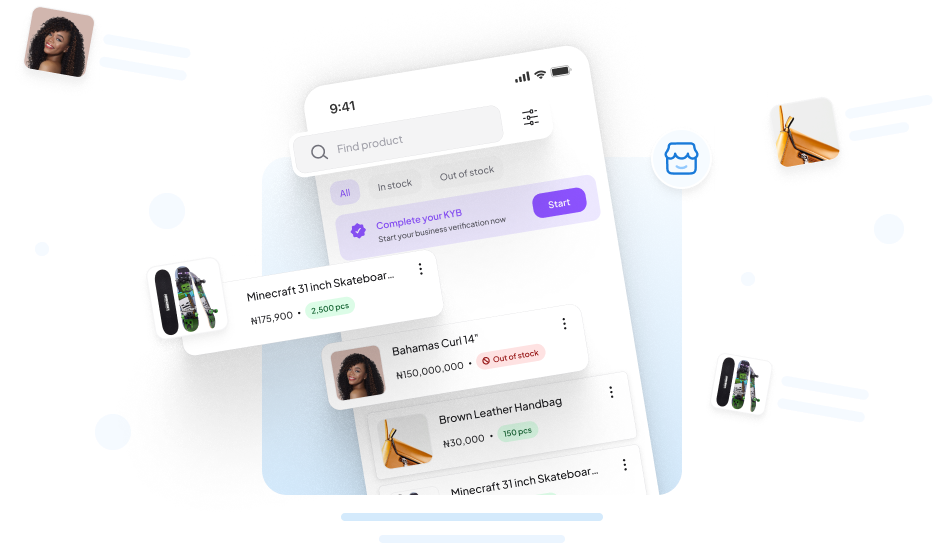 9:41
Find product
All
In stock
Out of stock
Complete your KYB
Start your business verification now
Start
Minecraft 31 inch Skateboar...
₦175,900 • 2,500 pcs
Bahamas Curl 14"
₦150,000,000 • Out of stock
Brown Leather Handbag
₦30,000 • 150 pcs
Minecraft 31 inch Skateboar...